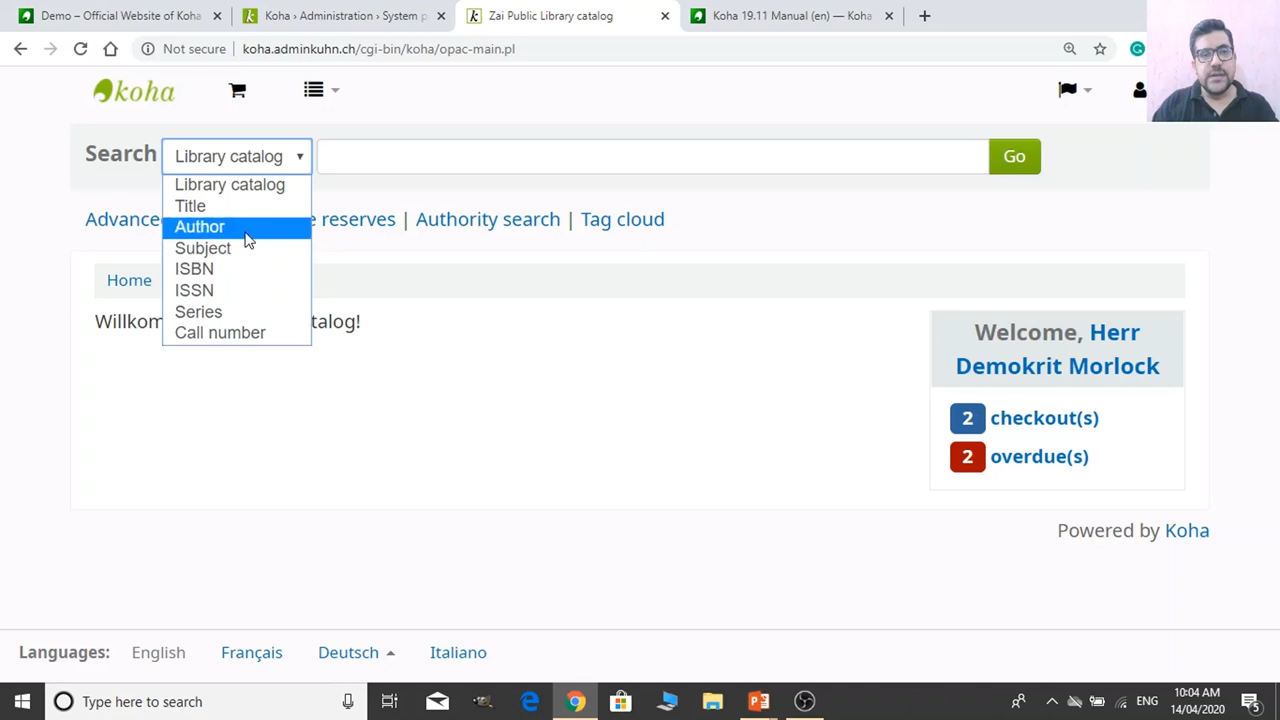 Demo – Official Website of Koha
Koha › Administration › System p
Zai Public Library catalog
Koha 19.11 Manual (en) — Koha
Not secure
koha.adminkuhn.ch/cgi-bin/koha/opac-main.pl
koha
Search
Library catalog
Go
Library catalog
Title
Author
Subject
ISBN
ISSN
Series
Call number
e reserves | Authority search | Tag cloud
Home
Welcome, Herr
Demokrit Morlock
2 checkout(s)
2 overdue(s)
Powered by Koha
Languages: English Français Deutsch Italiano
Type here to search
ENG
10:04 AM
14/04/2020
5